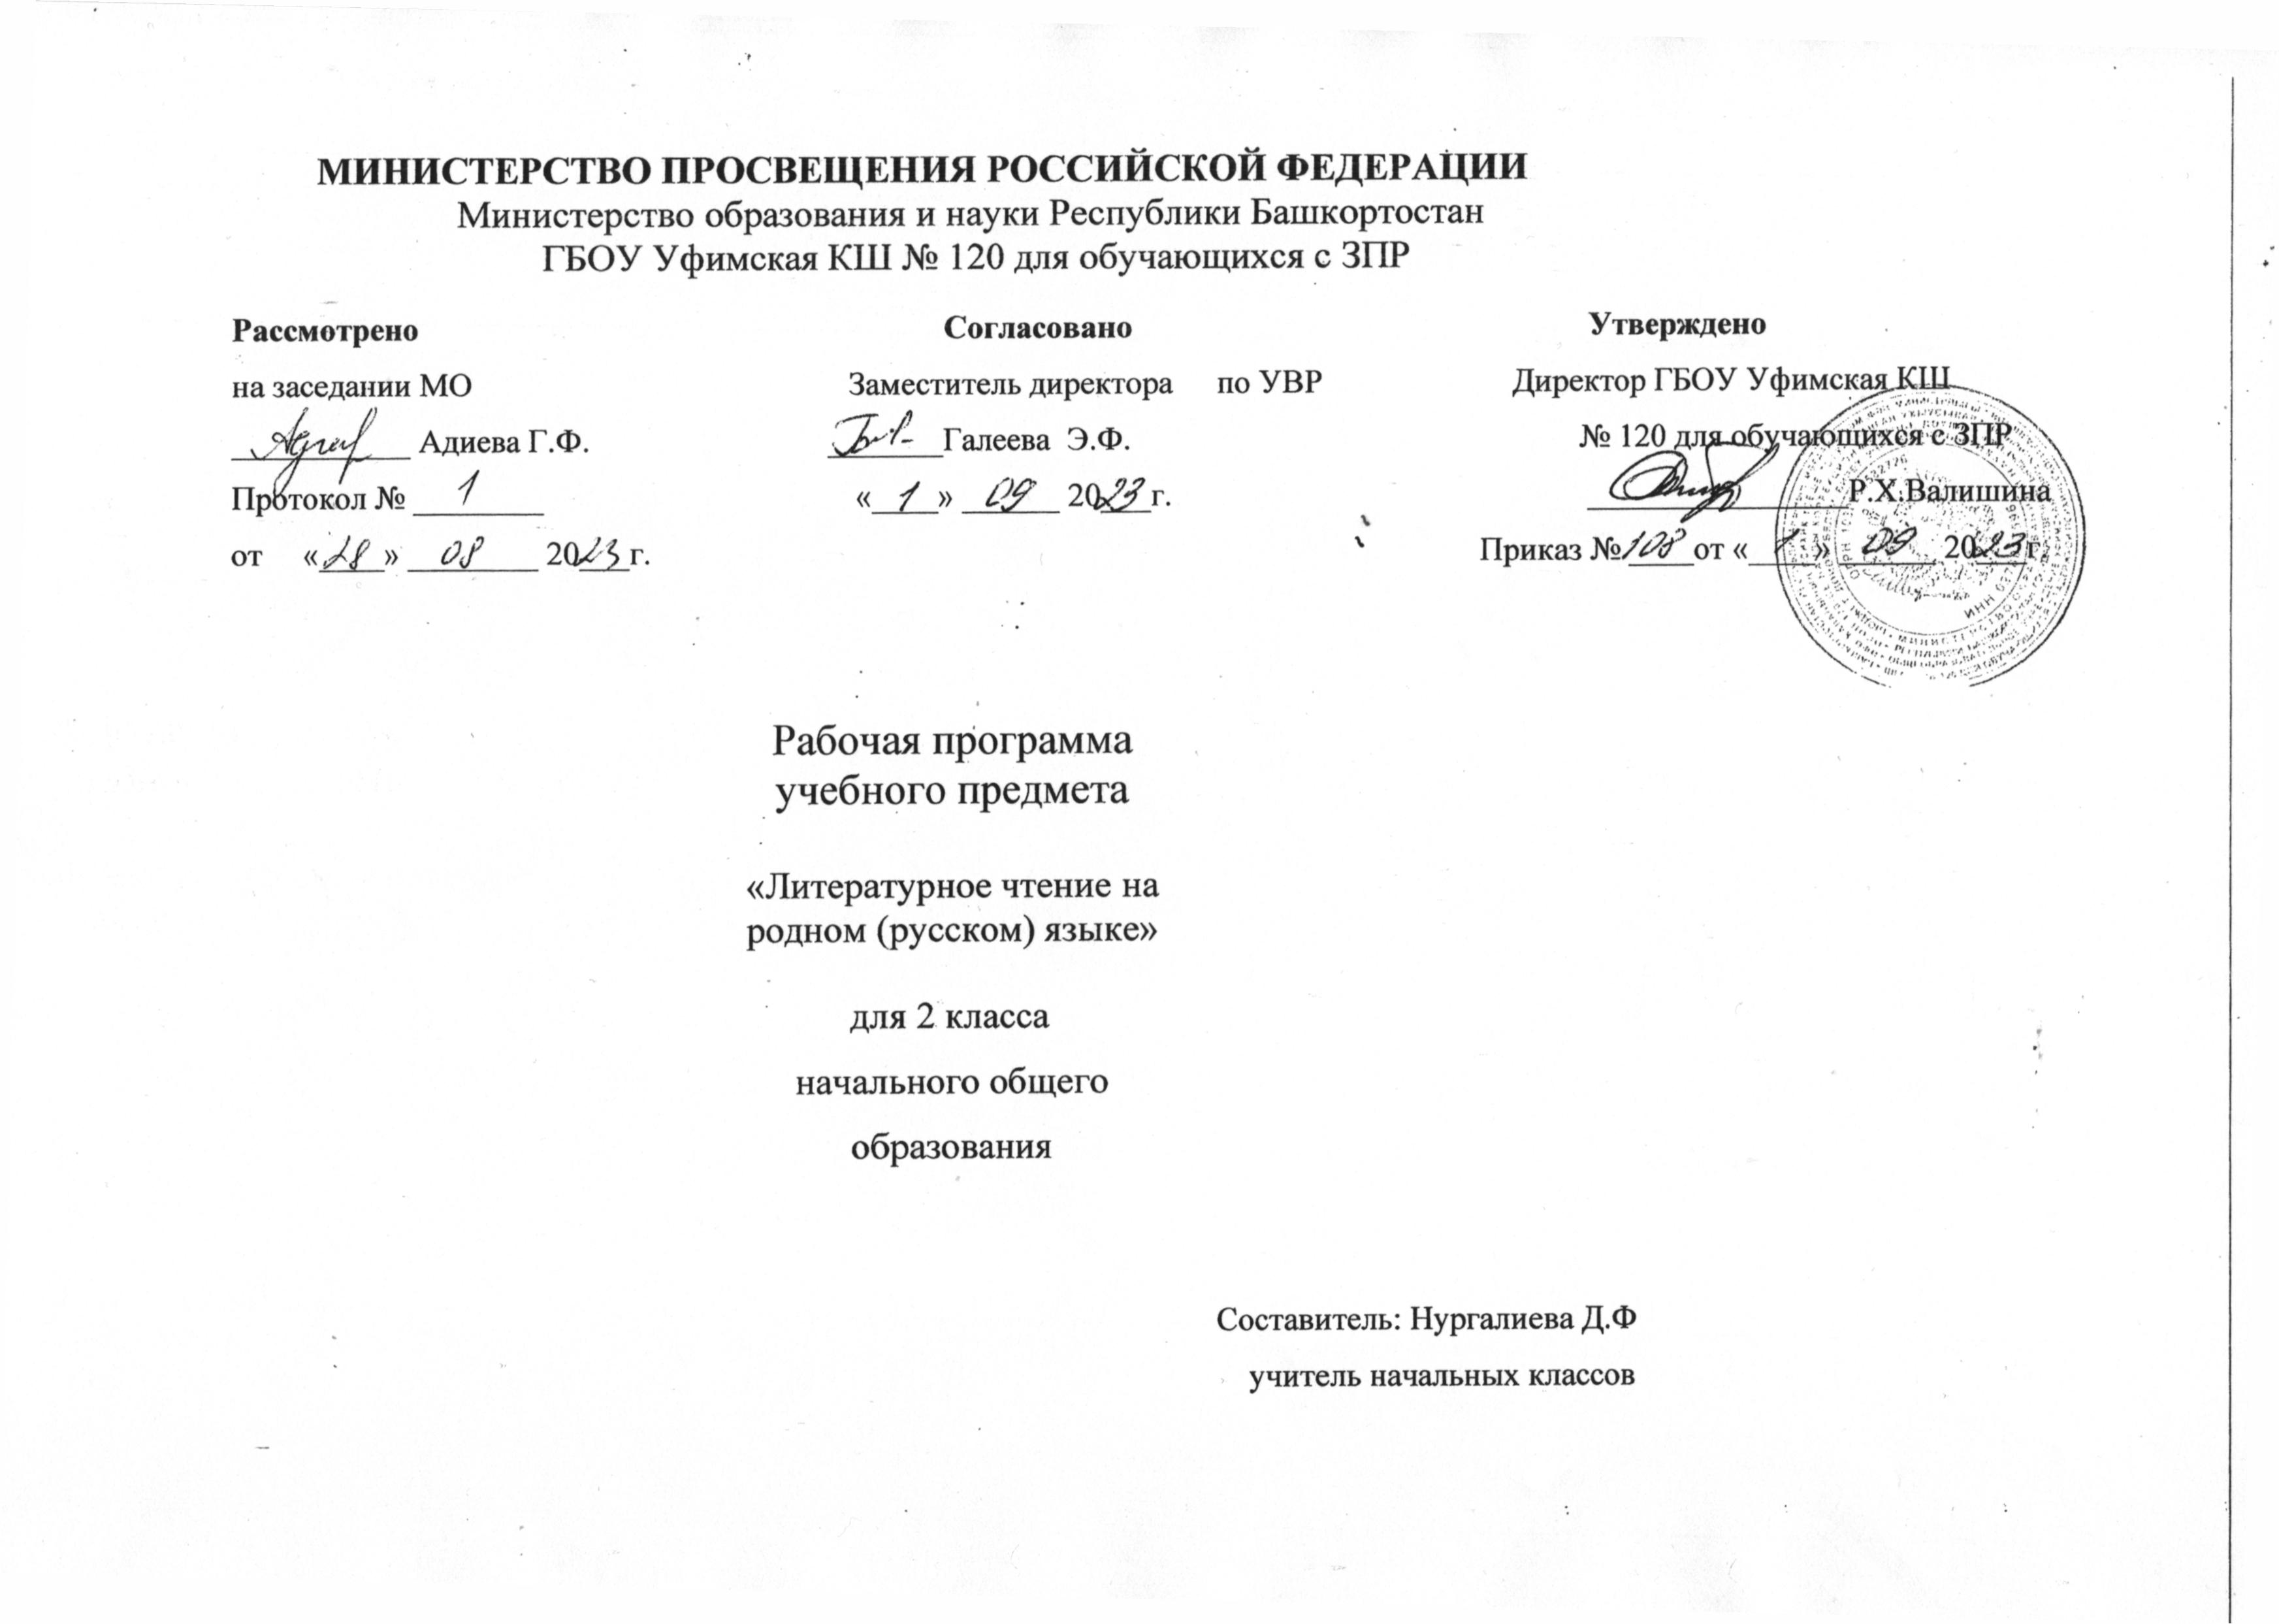 МИНИСТЕРСТВО ПРОСВЕЩЕНИЯ РОССИЙСКОЙ ФЕДЕРАЦИИ
Министерство образования и науки Республики Башкортостан
ГБОУ Уфимская КШ № 120 для обучающихся с ЗПР
Рассмотрено
на заседании МО
Адиева Г.Ф.
Протокол № 1
от «28» 08 2023 г.
Согласовано
Заместитель директора по УВР
Галеева Э.Ф.
«1» 09 2023 г.
Утверждено
Директор ГБОУ Уфимская КШ
№ 120 для обучающихся с ЗПР
Р.Х.Валишина
Приказ № 108 от «1» 09 2023 г.
Рабочая программа
учебного предмета
«Литературное чтение на
родном (русском) языке»
для 2 класса
начального общего
образования
Составитель: Нургалиева Д.Ф
учитель начальных классов